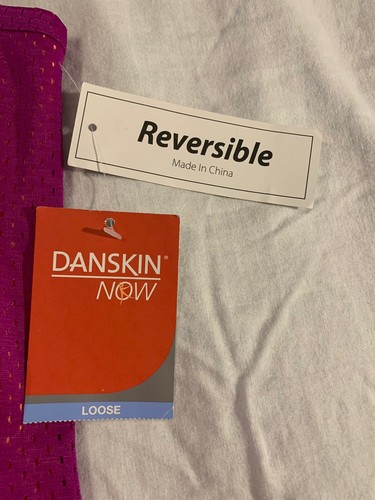 Reversible
Made In China
DANSKIN®
NOW
LOOSE